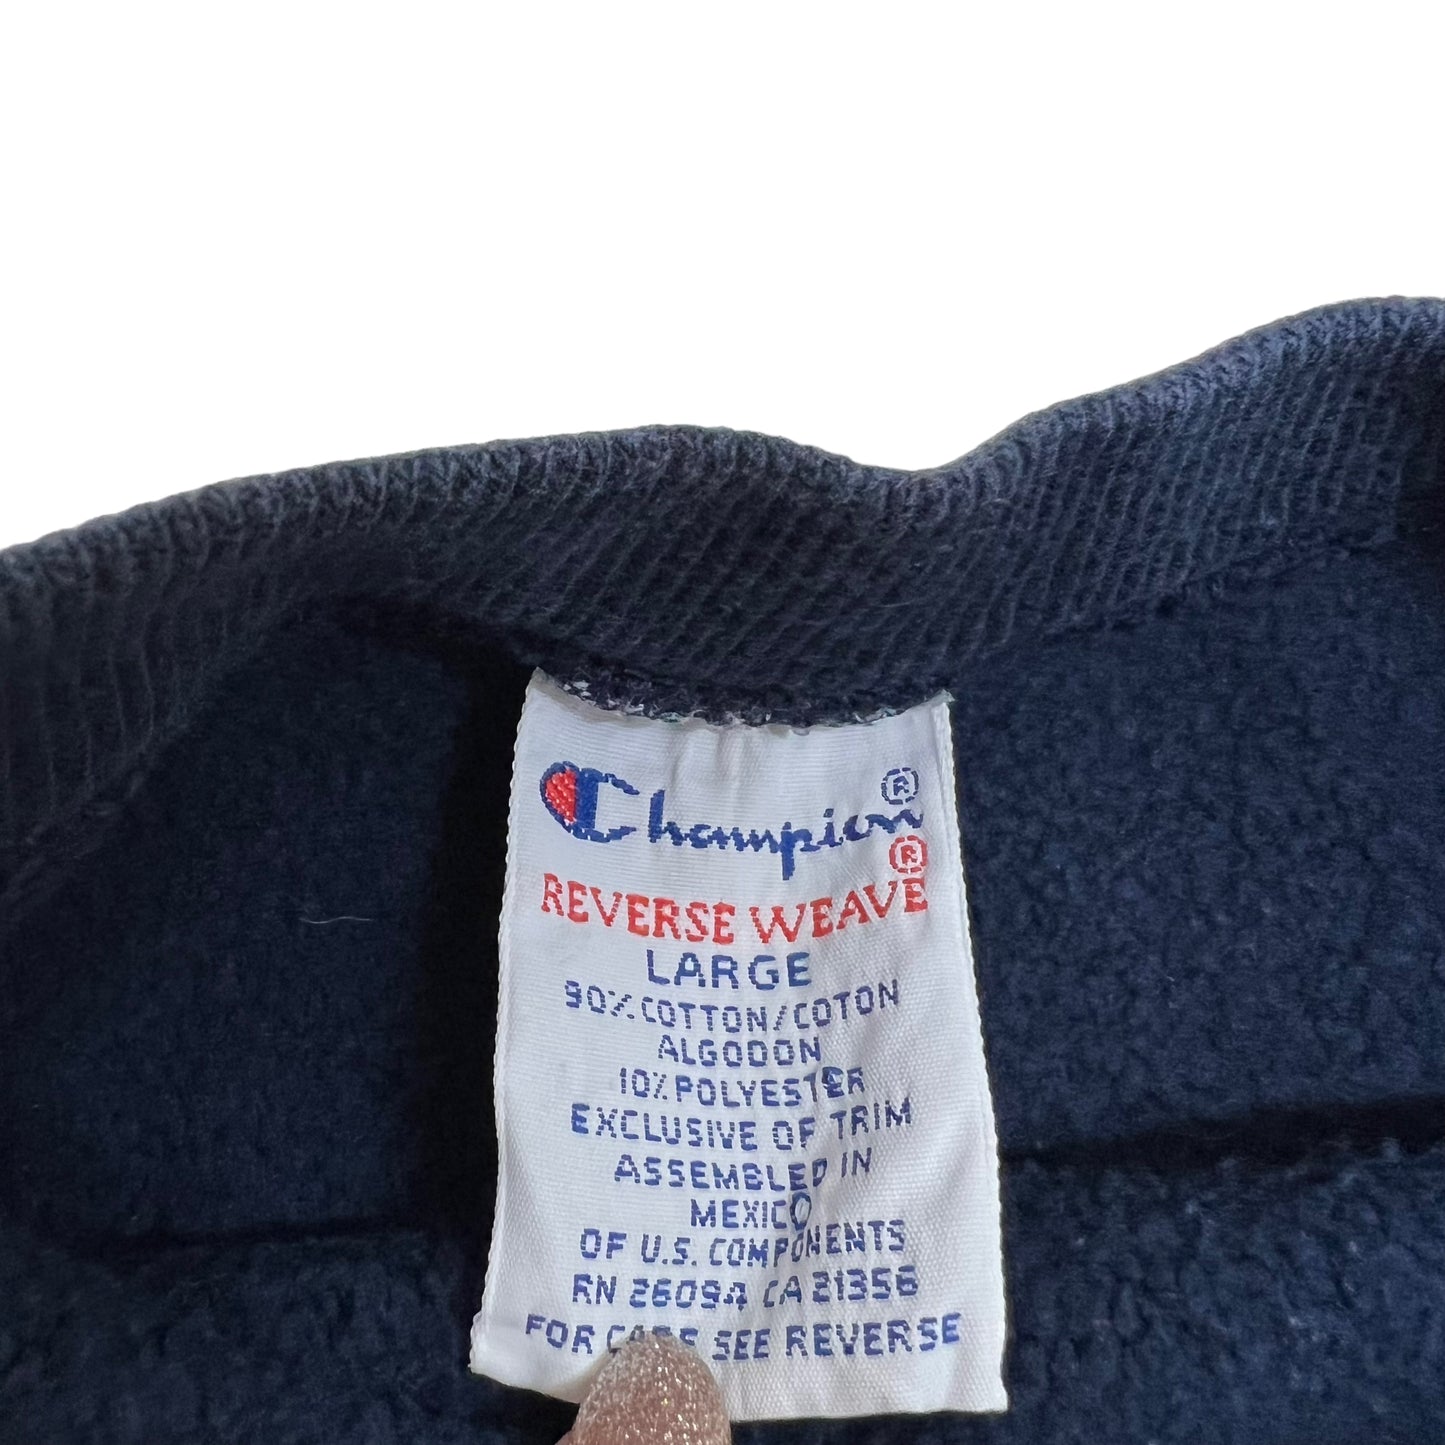 Champion®
REVERSE WEAVE®
LARGE
90% COTTON/COTON
ALGODON
10% POLYESTER
EXCLUSIVE OF TRIM
ASSEMBLED IN
MEXICO
OF U.S. COMPONENTS
RN 26094 CA 21356
FOR CARE SEE REVERSE